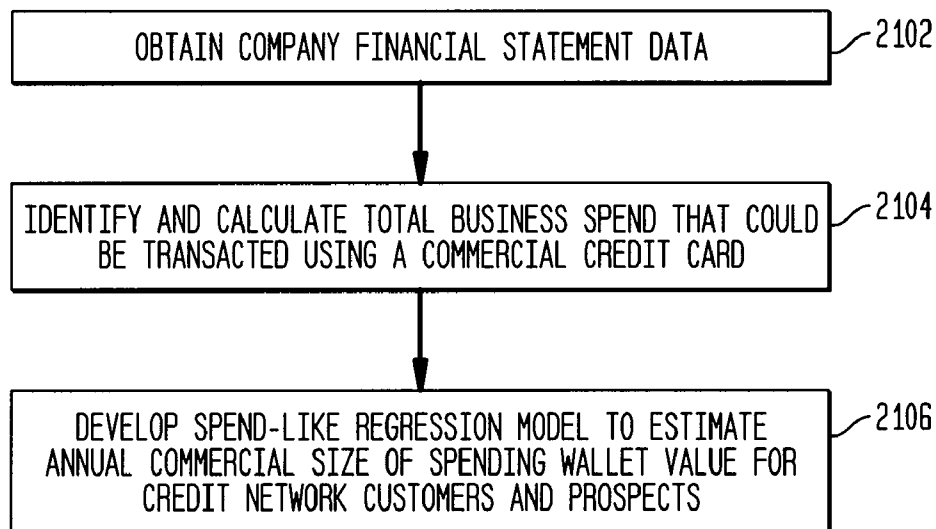 OBTAIN COMPANY FINANCIAL STATEMENT DATA
2102
IDENTIFY AND CALCULATE TOTAL BUSINESS SPEND THAT COULD
BE TRANSACTED USING A COMMERCIAL CREDIT CARD
2104
DEVELOP SPEND-LIKE REGRESSION MODEL TO ESTIMATE
ANNUAL COMMERCIAL SIZE OF SPENDING WALLET VALUE FOR
CREDIT NETWORK CUSTOMERS AND PROSPECTS
2106